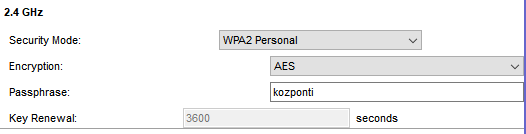 2.4 GHz
Security Mode: WPA2 Personal
Encryption: AES
Passphrase: kozponti
Key Renewal: 3600 seconds